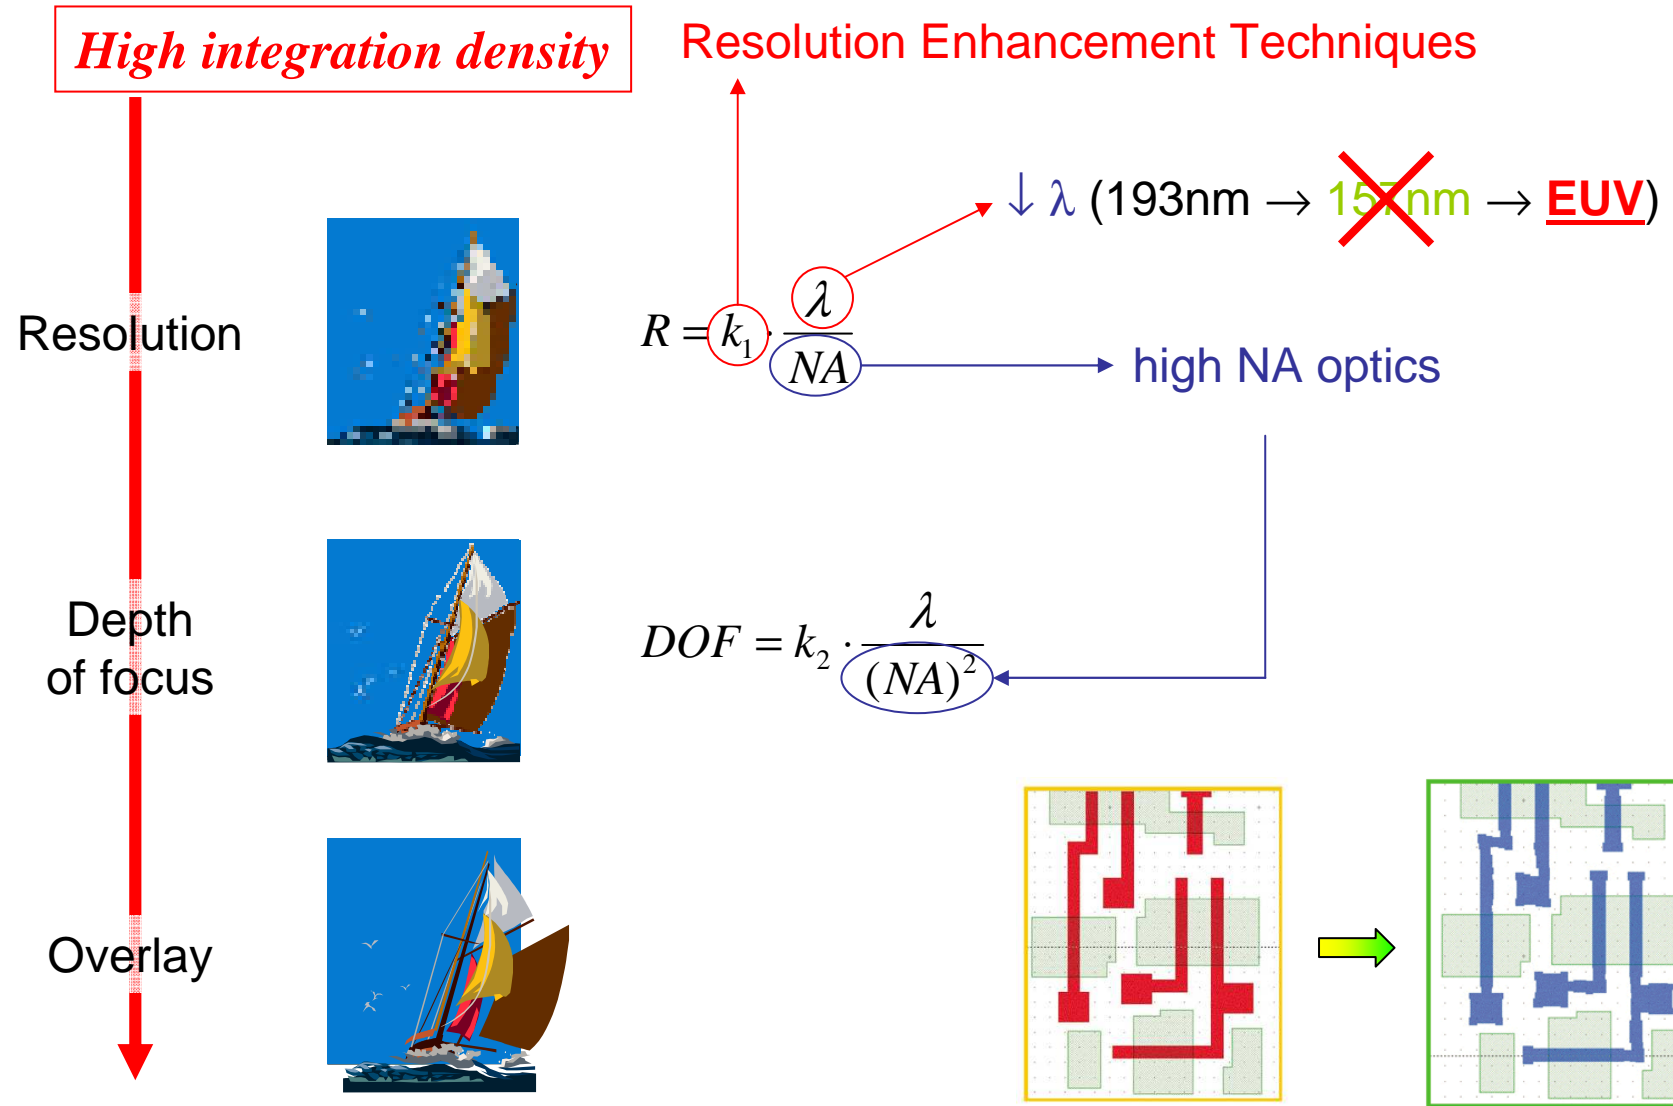 High integration density
Resolution Enhancement Techniques
↓ λ (193nm → 157nm → EUV)
Resolution
R = k₁ · λ / NA
high NA optics
Depth
of focus
DOF = k₂ · λ / (NA)²
Overlay